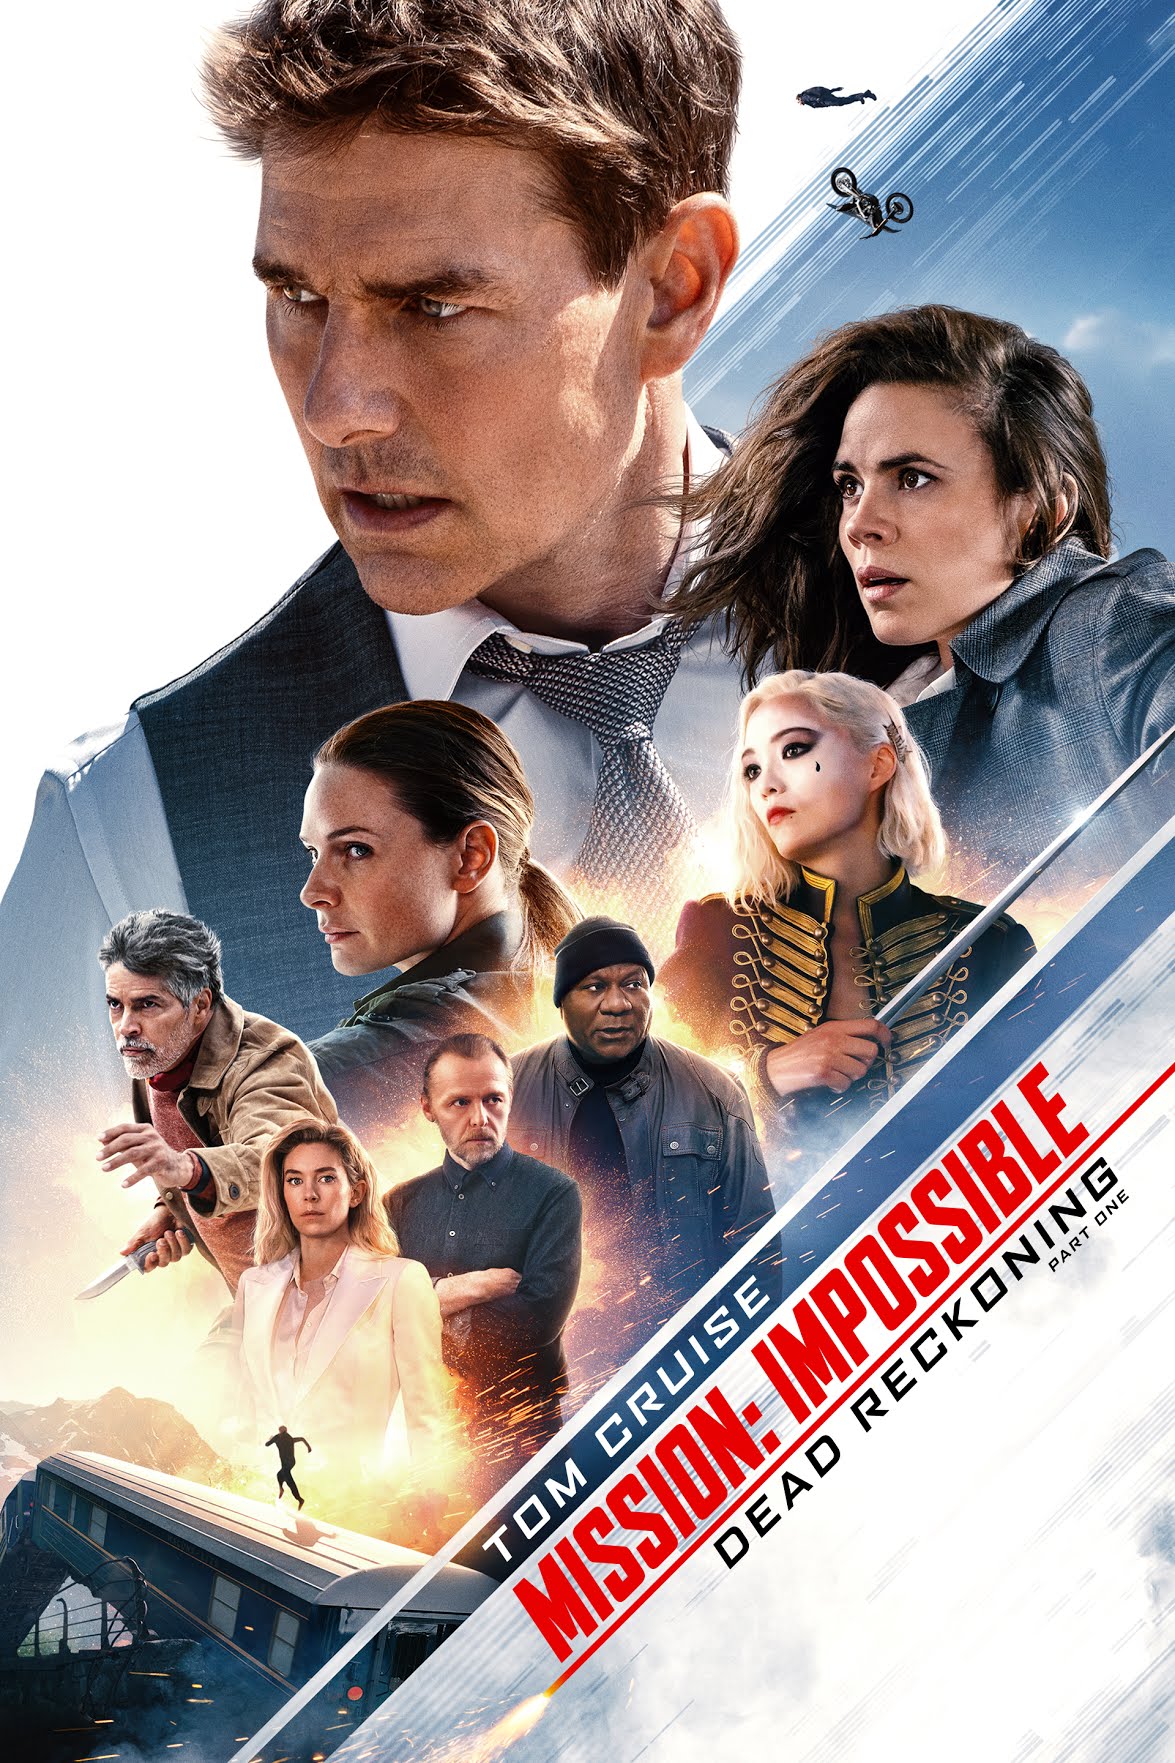 TOM CRUISE
MISSION: IMPOSSIBLE
DEAD RECKONING
PART ONE